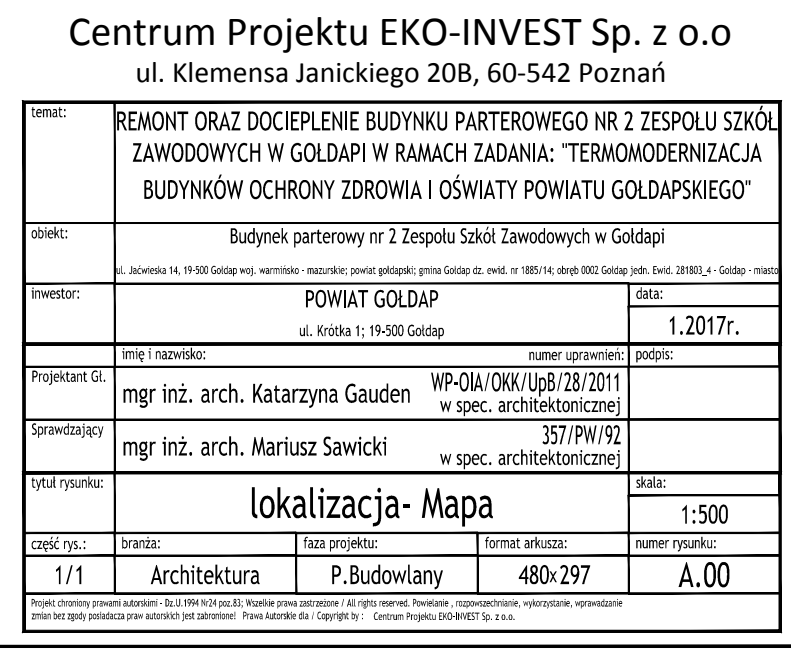 Centrum Projektu EKO-INVEST Sp. z o.o
ul. Klemensa Janickiego 20B, 60-542 Poznań
temat:
REMONT ORAZ DOCIEPLENIE BUDYNKU PARTEROWEGO NR 2 ZESPOŁU SZKÓŁ
ZAWODOWYCH W GOŁDAPI W RAMACH ZADANIA: "TERMOMODERNIZACJA
BUDYNKÓW OCHRONY ZDROWIA I OŚWIATY POWIATU GOŁDAPSKIEGO"
obiekt:
Budynek parterowy nr 2 Zespołu Szkół Zawodowych w Gołdapi
ul. Jaćwieska 14, 19-500 Gołdap woj. warmińsko - mazurskie; powiat gołdapski; gmina Gołdap dz. ewid. nr 1885/14; obręb 0002 Gołdap jedn. Ewid. 281803_4 - Gołdap - miasto
inwestor:
POWIAT GOŁDAP
ul. Krótka 1; 19-500 Gołdap
data:
1.2017r.
imię i nazwisko:
numer uprawnień:
podpis:
Projektant Gł.
mgr inż. arch. Katarzyna Gauden
WP-OIA/OKK/UpB/28/2011
w spec. architektonicznej
Sprawdzający
mgr inż. arch. Mariusz Sawicki
357/PW/92
w spec. architektonicznej
tytuł rysunku:
lokalizacja- Mapa
skala:
1:500
część rys.:
branża:
faza projektu:
format arkusza:
numer rysunku:
1/1
Architektura
P.Budowlany
480x297
A.00
Projekt chroniony prawami autorskimi - Dz.U.1994 Nr24 poz.83; Wszelkie prawa zastrzeżone / All rights reserved. Powielanie , rozpowszechnianie, wykorzystanie, wprawadzanie
zmian bez zgody posladacza praw autorskich jest zabronione! Prawa Autorskie dla / Copyright by : Centrum Projektu EKO-INVEST Sp. z o.o.